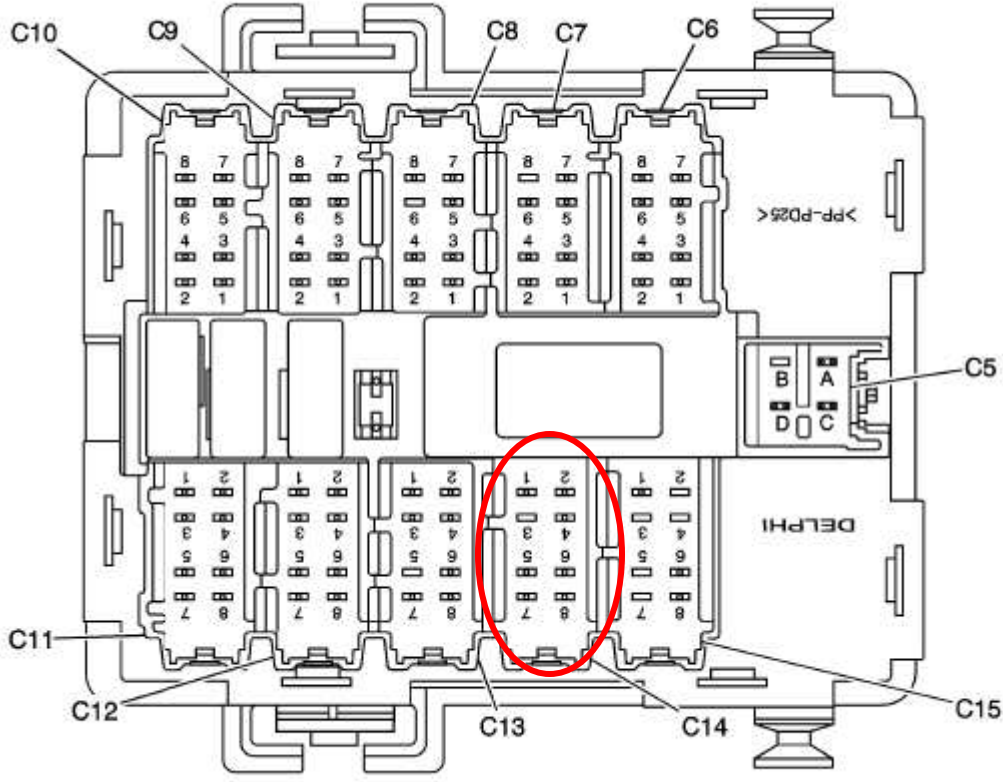 C10 C9 C8 C7 C6
8 7 8 7 8 7 8 7 8 7
6 5 6 5 6 5 6 5 6 5
>PP-PD25<
4 3 4 3 4 3 4 3 4 3
2 1 2 1 2 1 2 1 2 1
B A C5
D C
1 2 1 2 1 2 1 2 1 2
3 4 3 4 3 4 3 4 3 4
DELPHI
5 6 5 6 5 6 5 6 5 6
7 8 7 8 7 8 7 8 7 8
C11
C12 C13 C14 C15